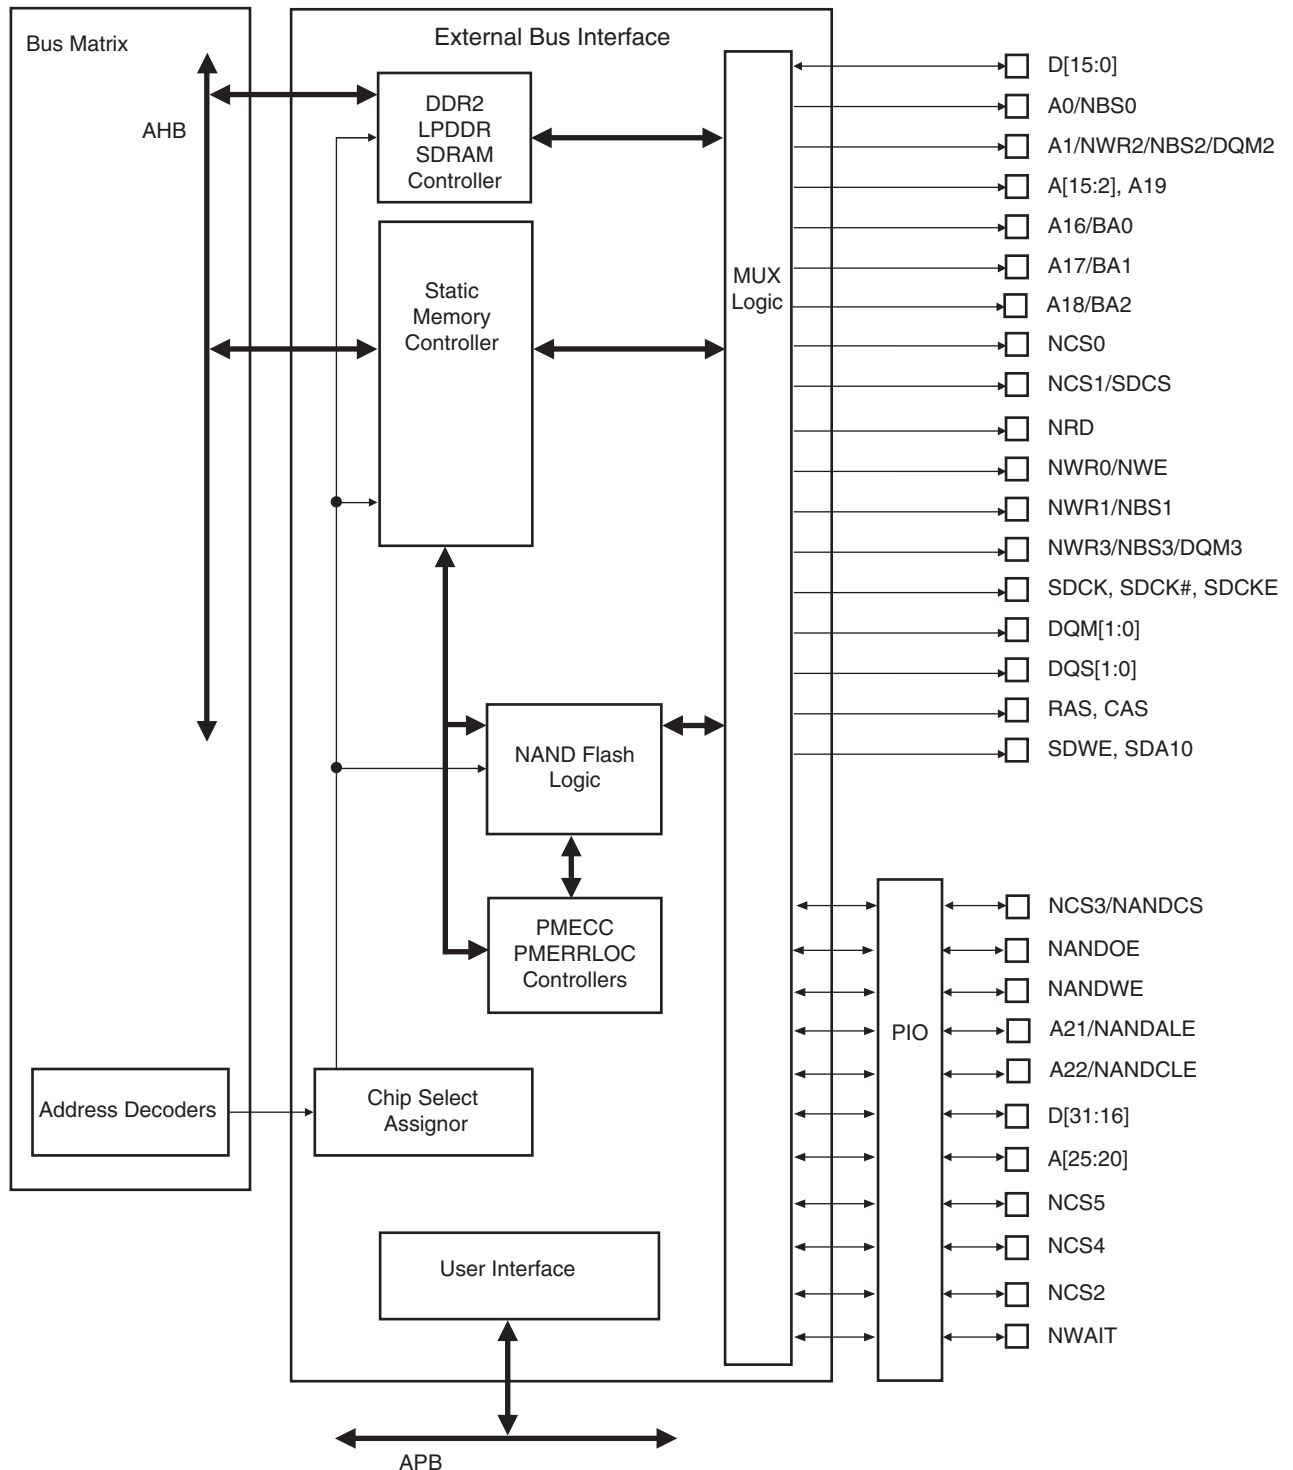 Bus Matrix
AHB
External Bus Interface
DDR2
LPDDR
SDRAM
Controller
Static
Memory
Controller
NAND Flash
Logic
PMECC
PMERRLOC
Controllers
Address Decoders
Chip Select
Assignor
User Interface
APB
MUX
Logic
D[15:0]
A0/NBS0
A1/NWR2/NBS2/DQM2
A[15:2], A19
A16/BA0
A17/BA1
A18/BA2
NCS0
NCS1/SDCS
NRD
NWR0/NWE
NWR1/NBS1
NWR3/NBS3/DQM3
SDCK, SDCK#, SDCKE
DQM[1:0]
DQS[1:0]
RAS, CAS
SDWE, SDA10
PIO
NCS3/NANDCS
NANDOE
NANDWE
A21/NANDALE
A22/NANDCLE
D[31:16]
A[25:20]
NCS5
NCS4
NCS2
NWAIT